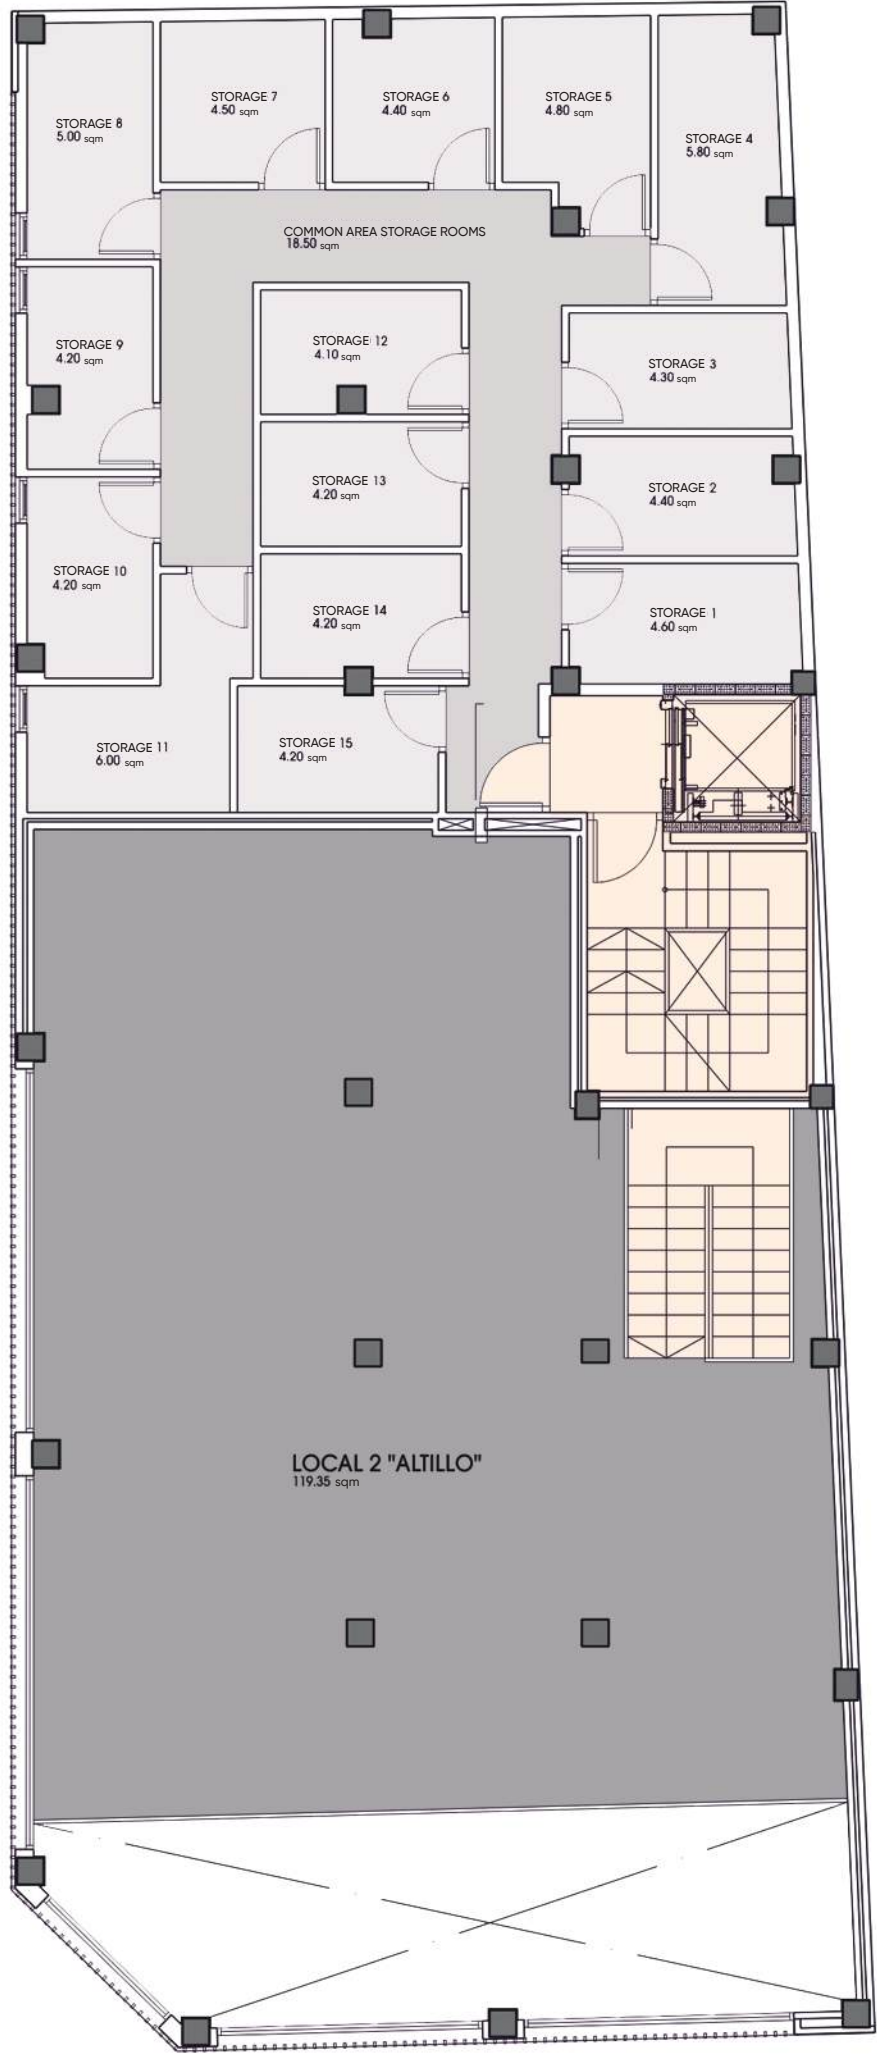 STORAGE 8
5.00 sqm
STORAGE 7
4.50 sqm
STORAGE 6
4.40 sqm
STORAGE 5
4.80 sqm
STORAGE 4
5.80 sqm
COMMON AREA STORAGE ROOMS
18.50 sqm
STORAGE 9
4.20 sqm
STORAGE 12
4.10 sqm
STORAGE 3
4.30 sqm
STORAGE 13
4.20 sqm
STORAGE 2
4.40 sqm
STORAGE 10
4.20 sqm
STORAGE 14
4.20 sqm
STORAGE 1
4.60 sqm
STORAGE 11
6.00 sqm
STORAGE 15
4.20 sqm
LOCAL 2 "ALTILLO"
119.35 sqm